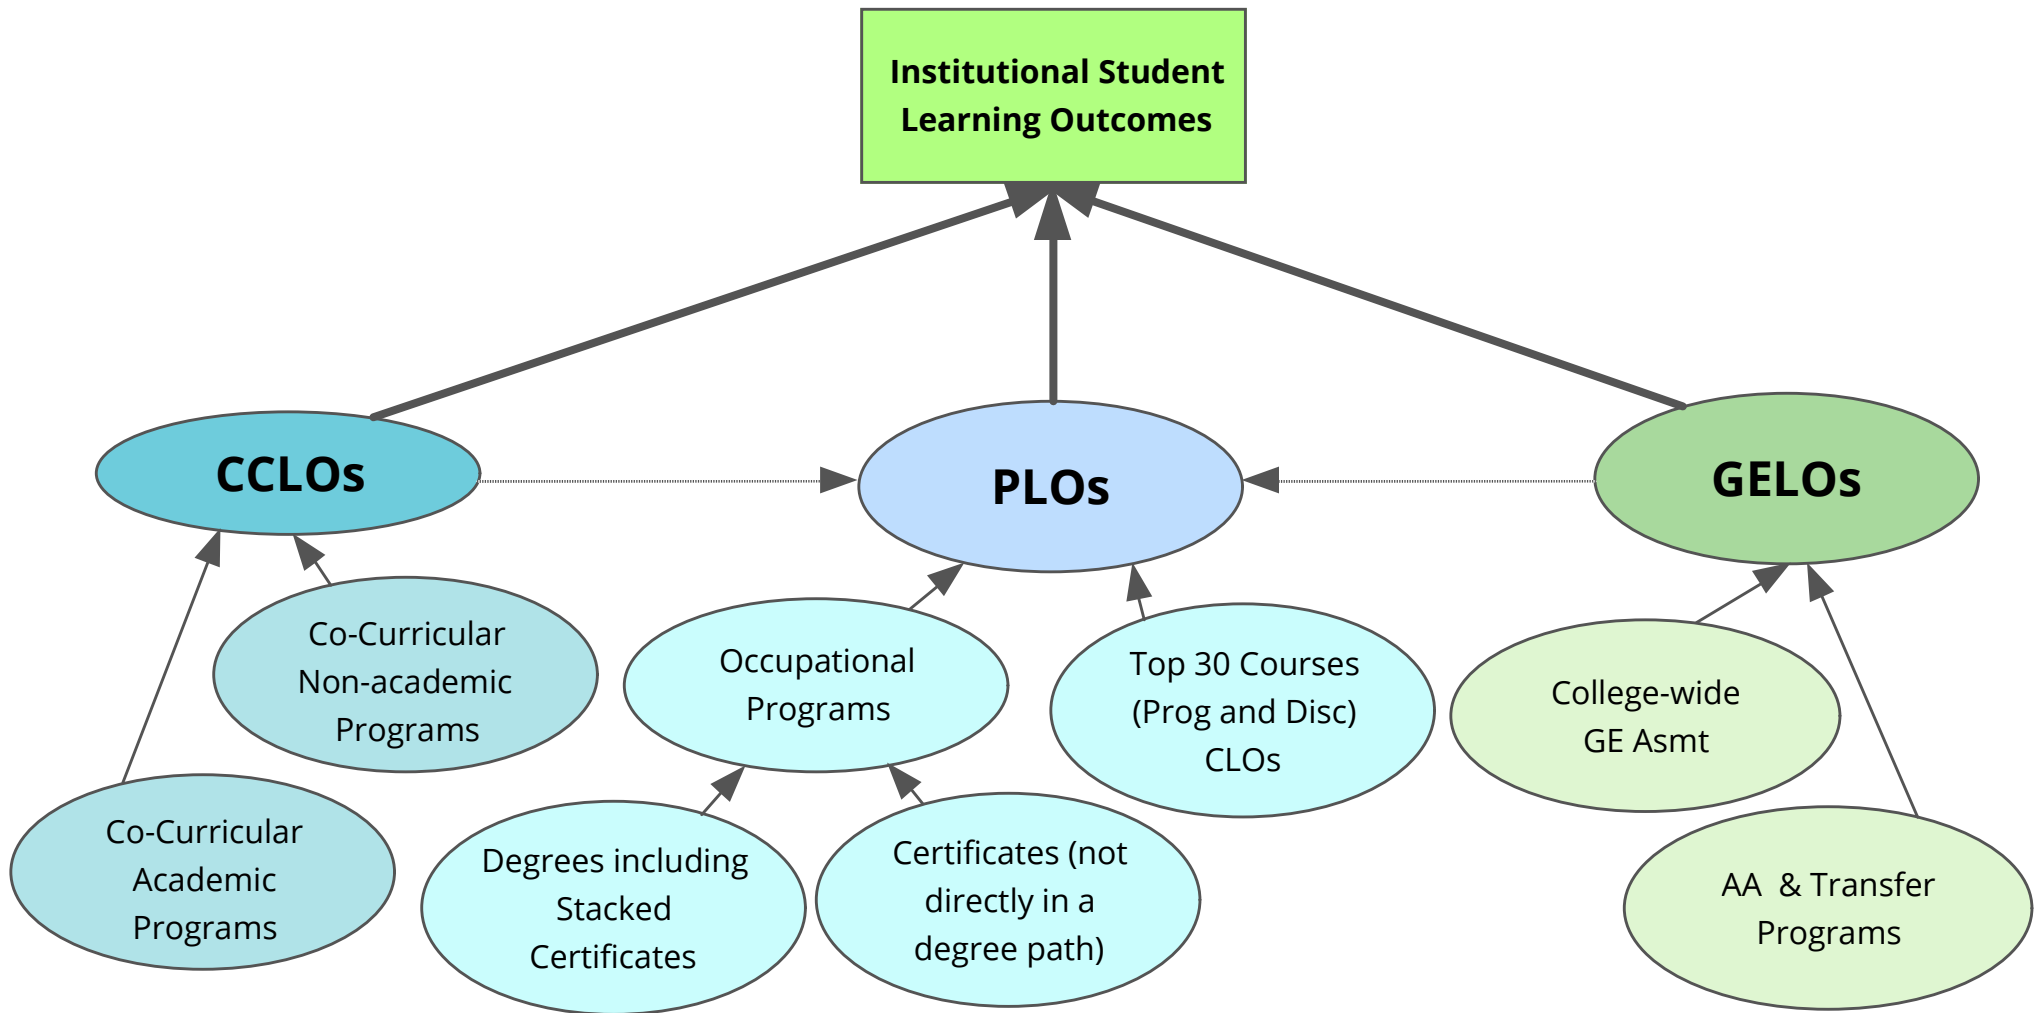 Institutional Student
Learning Outcomes
CCLOs
PLOs
GELOs
Co-Curricular
Non-academic
Programs
Occupational
Programs
Top 30 Courses
(Prog and Disc)
CLOs
College-wide
GE Asmt
Co-Curricular
Academic
Programs
Degrees including
Stacked
Certificates
Certificates (not
directly in a
degree path)
AA & Transfer
Programs